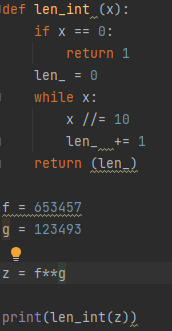 def len_int (x):
    if x == 0:
        return 1
    len_ = 0
    while x:
        x //= 10
        len_  += 1
    return (len_)
f = 653457
g = 123493
z = f**g
print(len_int(z))